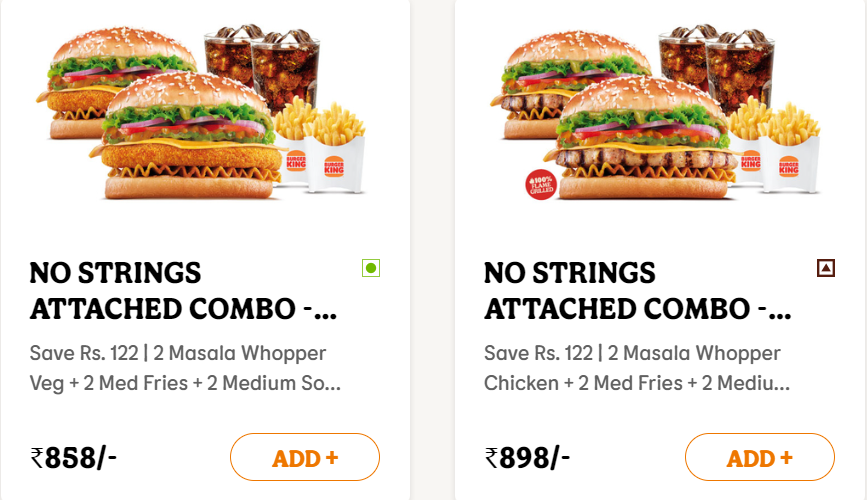 BURGER
KING
BURGER
KING
NO STRINGS
ATTACHED COMBO -...
Save Rs. 122 | 2 Masala Whopper
Veg + 2 Med Fries + 2 Medium So...
₹858/-
ADD +
BURGER
KING
BURGER
KING
100%
FLAME
GRILLED
NO STRINGS
ATTACHED COMBO -...
Save Rs. 122 | 2 Masala Whopper
Chicken + 2 Med Fries + 2 Mediu...
₹898/-
ADD +